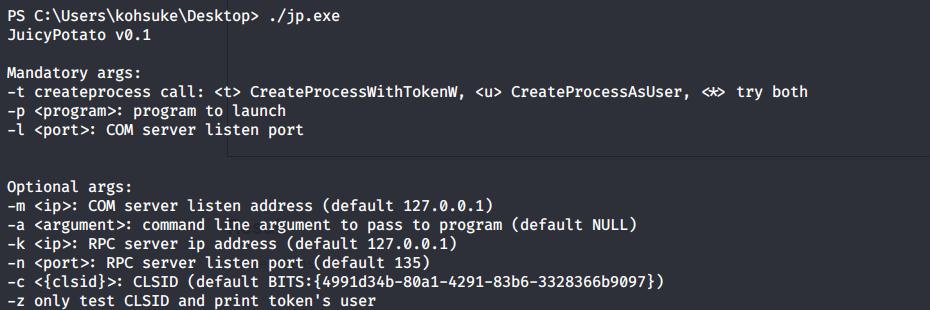 PS C:\Users\kohsuke\Desktop> ./jp.exe
JuicyPotato v0.1
Mandatory args:
-t createprocess call: <t> CreateProcessWithTokenW, <u> CreateProcessAsUser, <*> try both
-p <program>: program to launch
-l <port>: COM server listen port
Optional args:
-m <ip>: COM server listen address (default 127.0.0.1)
-a <argument>: command line argument to pass to program (default NULL)
-k <ip>: RPC server ip address (default 127.0.0.1)
-n <port>: RPC server listen port (default 135)
-c <{clsid}>: CLSID (default BITS:{4991d34b-80a1-4291-83b6-3328366b9097})
-z only test CLSID and print token's user